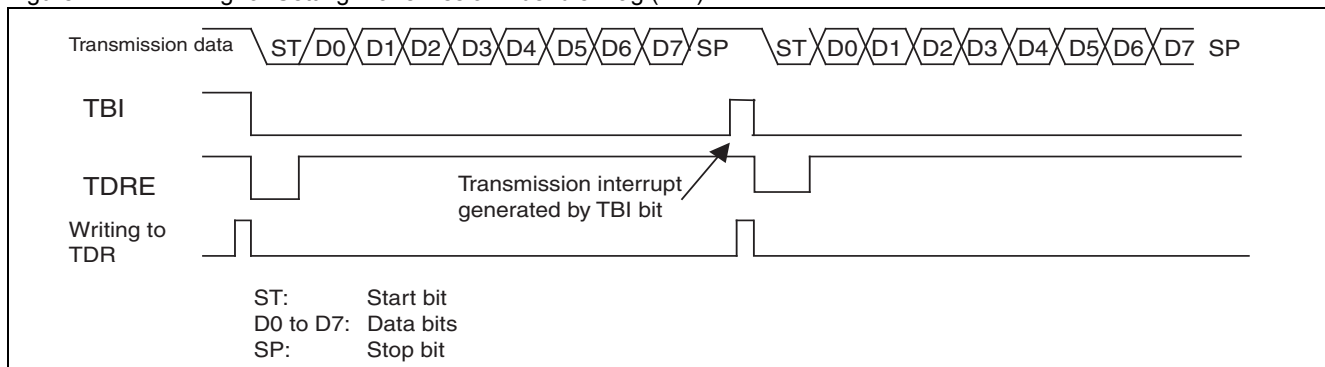 Transmission data ST D0 D1 D2 D3 D4 D5 D6 D7 SP ST D0 D1 D2 D3 D4 D5 D6 D7 SP
TBI
TDRE
Transmission interrupt
generated by TBI bit
Writing to
TDR
ST: Start bit
D0 to D7: Data bits
SP: Stop bit